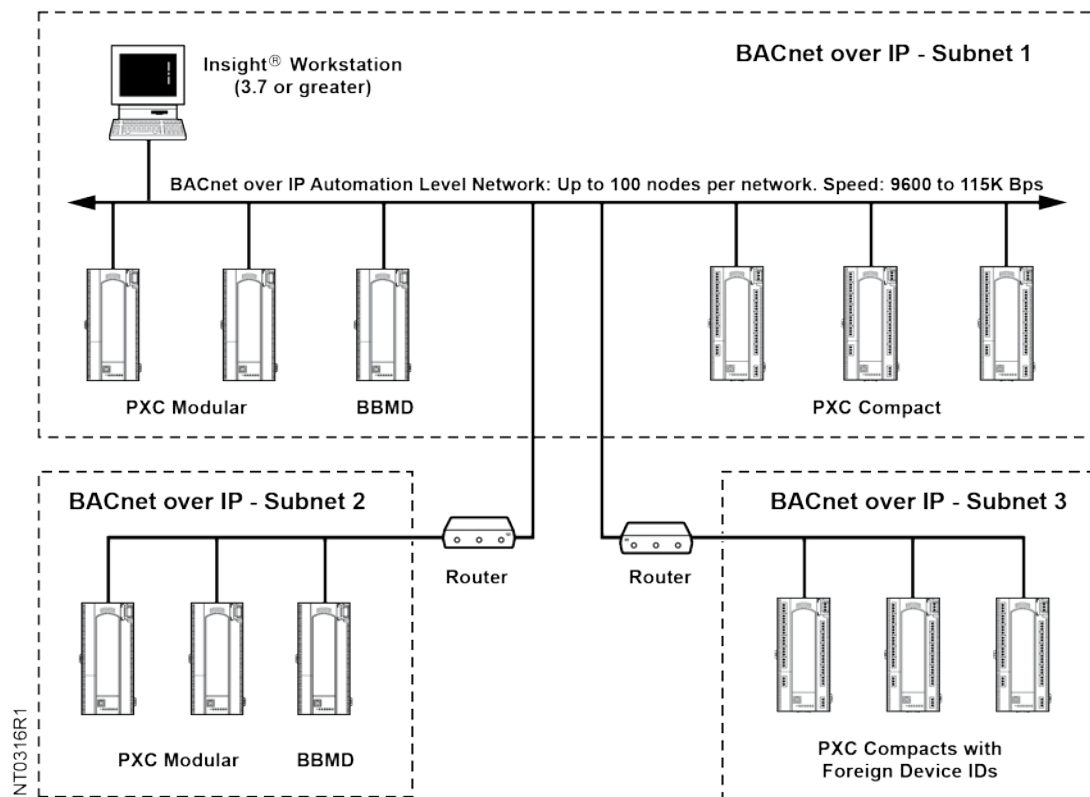 BACnet over IP - Subnet 1
Insight® Workstation
(3.7 or greater)
BACnet over IP Automation Level Network: Up to 100 nodes per network. Speed: 9600 to 115K Bps
PXC Modular
BBMD
PXC Compact
BACnet over IP - Subnet 2
BACnet over IP - Subnet 3
Router
Router
PXC Modular
BBMD
PXC Compacts with
Foreign Device IDs
NT0316R1